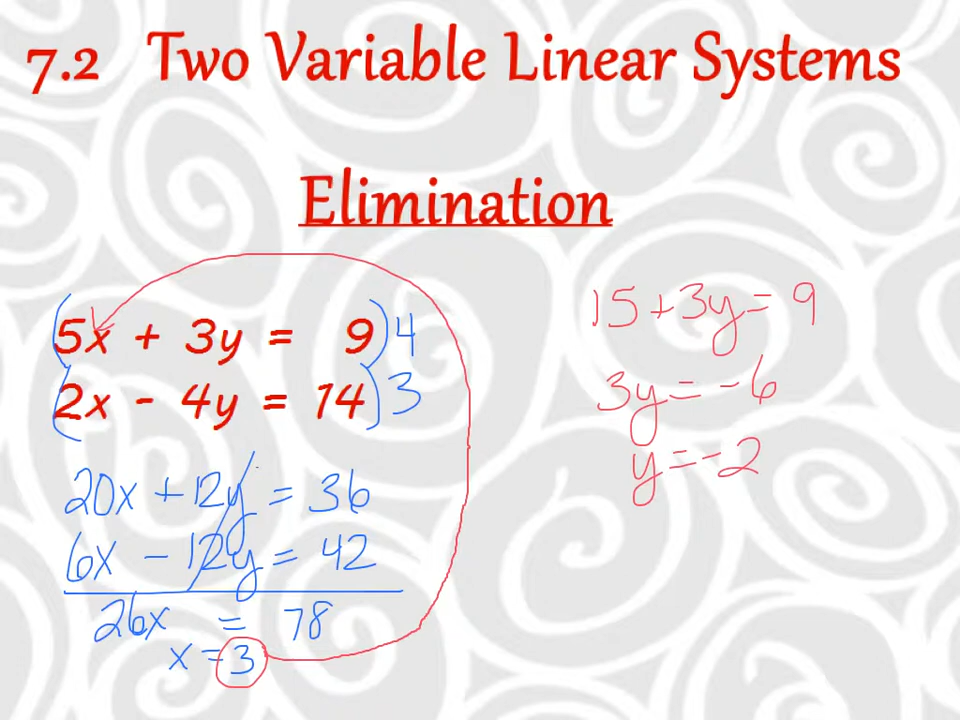 7.2 Two Variable Linear Systems
Elimination
(5x + 3y = 9)4
(2x - 4y = 14)3
20x + 12y = 36
6x - 12y = 42
26x = 78
x = 3
15 + 3y = 9
3y = -6
y = -2